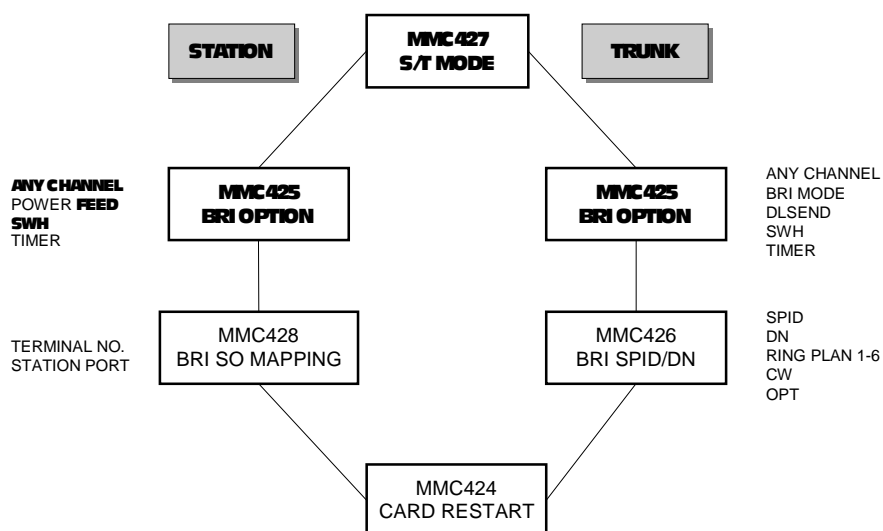 STATION
MMC427
S/T MODE
TRUNK
ANY CHANNEL
POWER FEED
SWH
TIMER
MMC425
BRI OPTION
MMC425
BRI OPTION
ANY CHANNEL
BRI MODE
DLSEND
SWH
TIMER
TERMINAL NO.
STATION PORT
MMC428
BRI SO MAPPING
MMC426
BRI SPID/DN
SPID
DN
RING PLAN 1-6
CW
OPT
MMC424
CARD RESTART